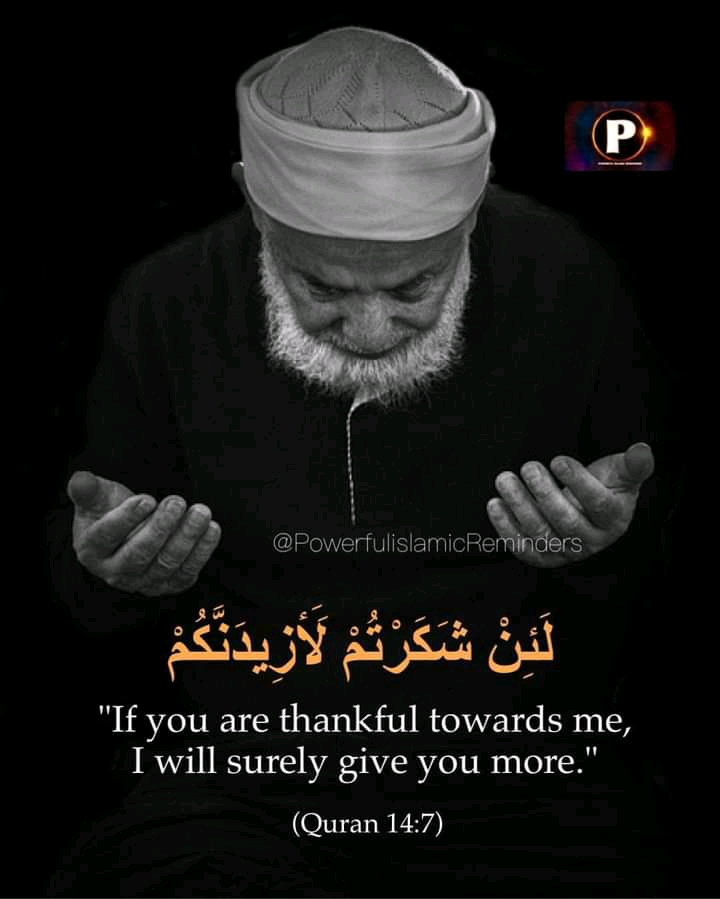 P
@PowerfulislamicReminders
لَئِنْ شَكَرْتُمْ لَأَزِيدَنَّكُمْ
"If you are thankful towards me,
I will surely give you more."
(Quran 14:7)